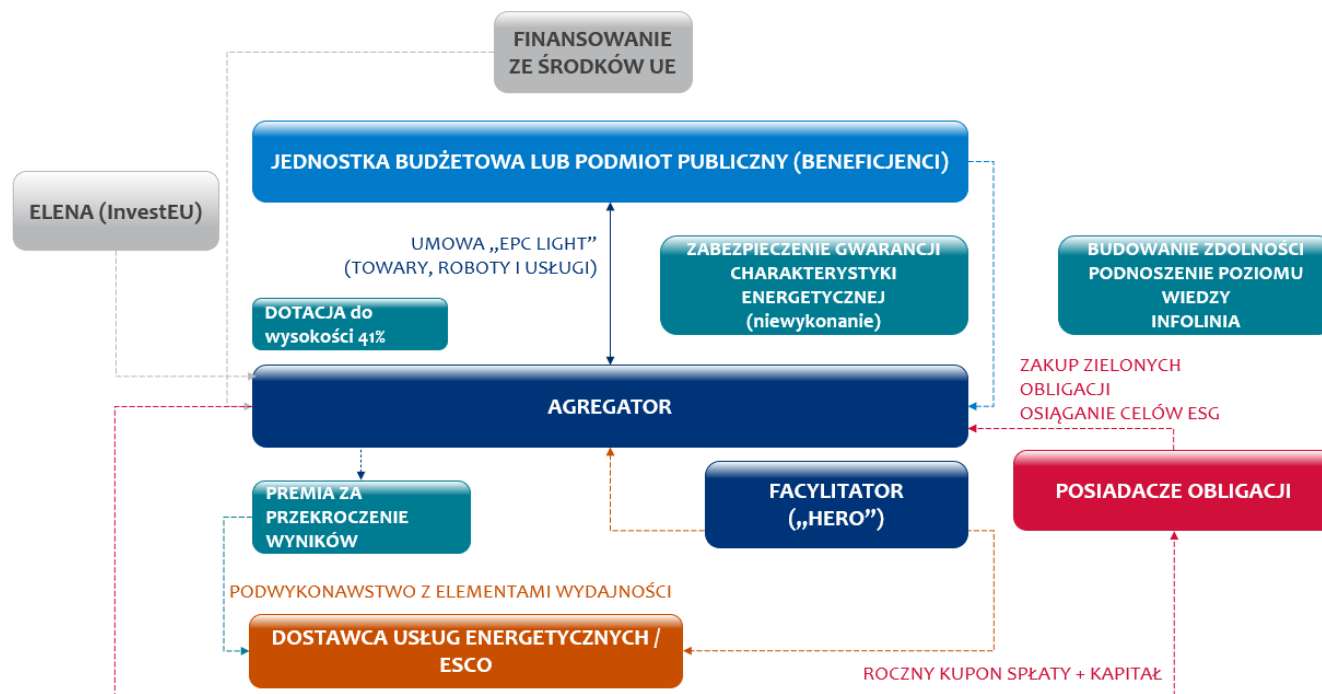 FINANSOWANIE
ZE ŚRODKÓW UE
JEDNOSTKA BUDŻETOWA LUB PODMIOT PUBLICZNY (BENEFICJENCI)
ELENA (InvestEU)
UMOWA „EPC LIGHT”
(TOWARY, ROBOTY I USŁUGI)
ZABEZPIECZENIE GWARANCJI
CHARAKTERYSTYKI
ENERGETYCZNEJ
(niewykonanie)
BUDOWANIE ZDOLNOŚCI
PODNOSZENIE POZIOMU
WIEDZY
INFOLINIA
DOTACJA do
wysokości 41%
AGREGATOR
ZAKUP ZIELONYCH
OBLIGACJI
OSIĄGANIE CELÓW ESG
PREMIA ZA
PRZEKROCZENIE
WYNIKÓW
FACYLITATOR
(„HERO”)
POSIADACZE OBLIGACJI
PODWYKONAWSTWO Z ELEMENTAMI WYDAJNOŚCI
DOSTAWCA USŁUG ENERGETYCZNYCH /
ESCO
ROCZNY KUPON SPŁATY + KAPITAŁ